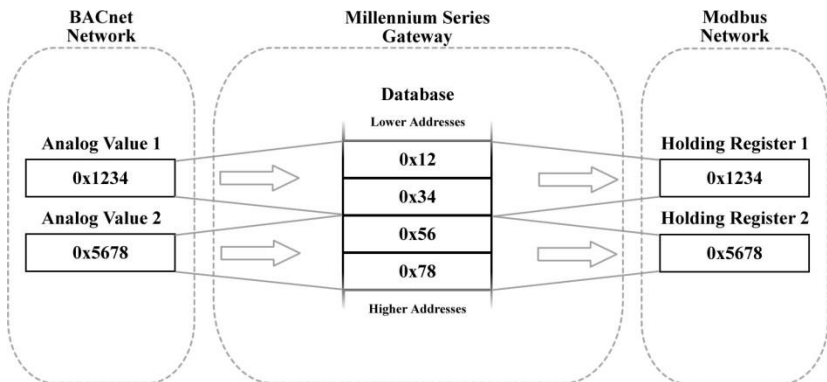 BACnet
Network
Millennium Series
Gateway
Modbus
Network
Database
Lower Addresses
Analog Value 1
0x1234
Analog Value 2
0x5678
0x12
0x34
0x56
0x78
Higher Addresses
Holding Register 1
0x1234
Holding Register 2
0x5678